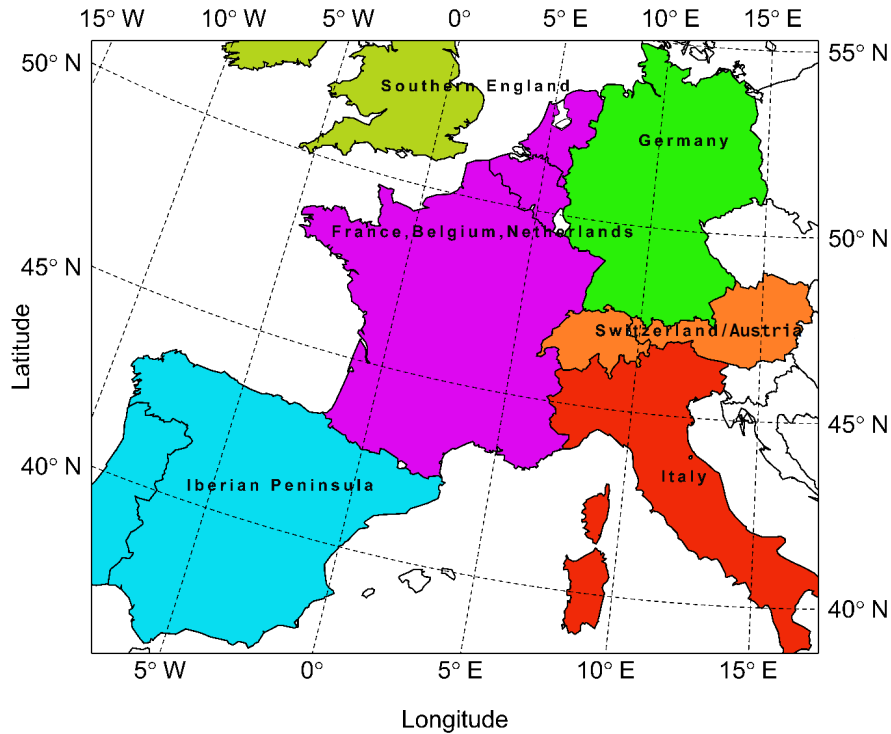 15° W 10° W 5° W 0° 5° E 10° E 15° E
50° N
55° N
Southern England
Germany
France,Belgium,Netherlands
50° N
45° N
Switzerland/Austria
Latitude
45° N
40° N
Iberian Peninsula
Italy
40° N
5° W 0° 5° E 10° E 15° E
Longitude